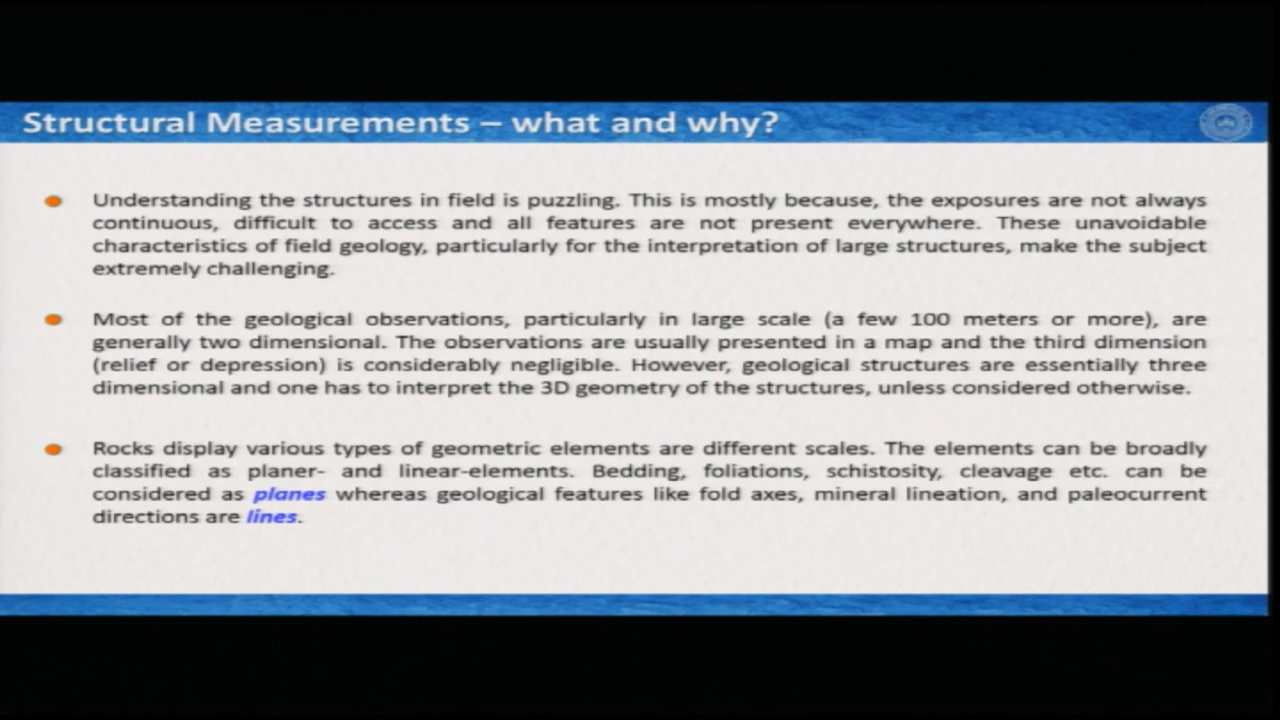 Structural Measurements – what and why?
Understanding the structures in field is puzzling. This is mostly because, the exposures are not always
continuous, difficult to access and all features are not present everywhere. These unavoidable
characteristics of field geology, particularly for the interpretation of large structures, make the subject
extremely challenging.
Most of the geological observations, particularly in large scale (a few 100 meters or more), are
generally two dimensional. The observations are usually presented in a map and the third dimension
(relief or depression) is considerably negligible. However, geological structures are essentially three
dimensional and one has to interpret the 3D geometry of the structures, unless considered otherwise.
Rocks display various types of geometric elements are different scales. The elements can be broadly
classified as planer- and linear-elements. Bedding, foliations, schistosity, cleavage etc. can be
considered as planes whereas geological features like fold axes, mineral lineation, and paleocurrent
directions are lines.